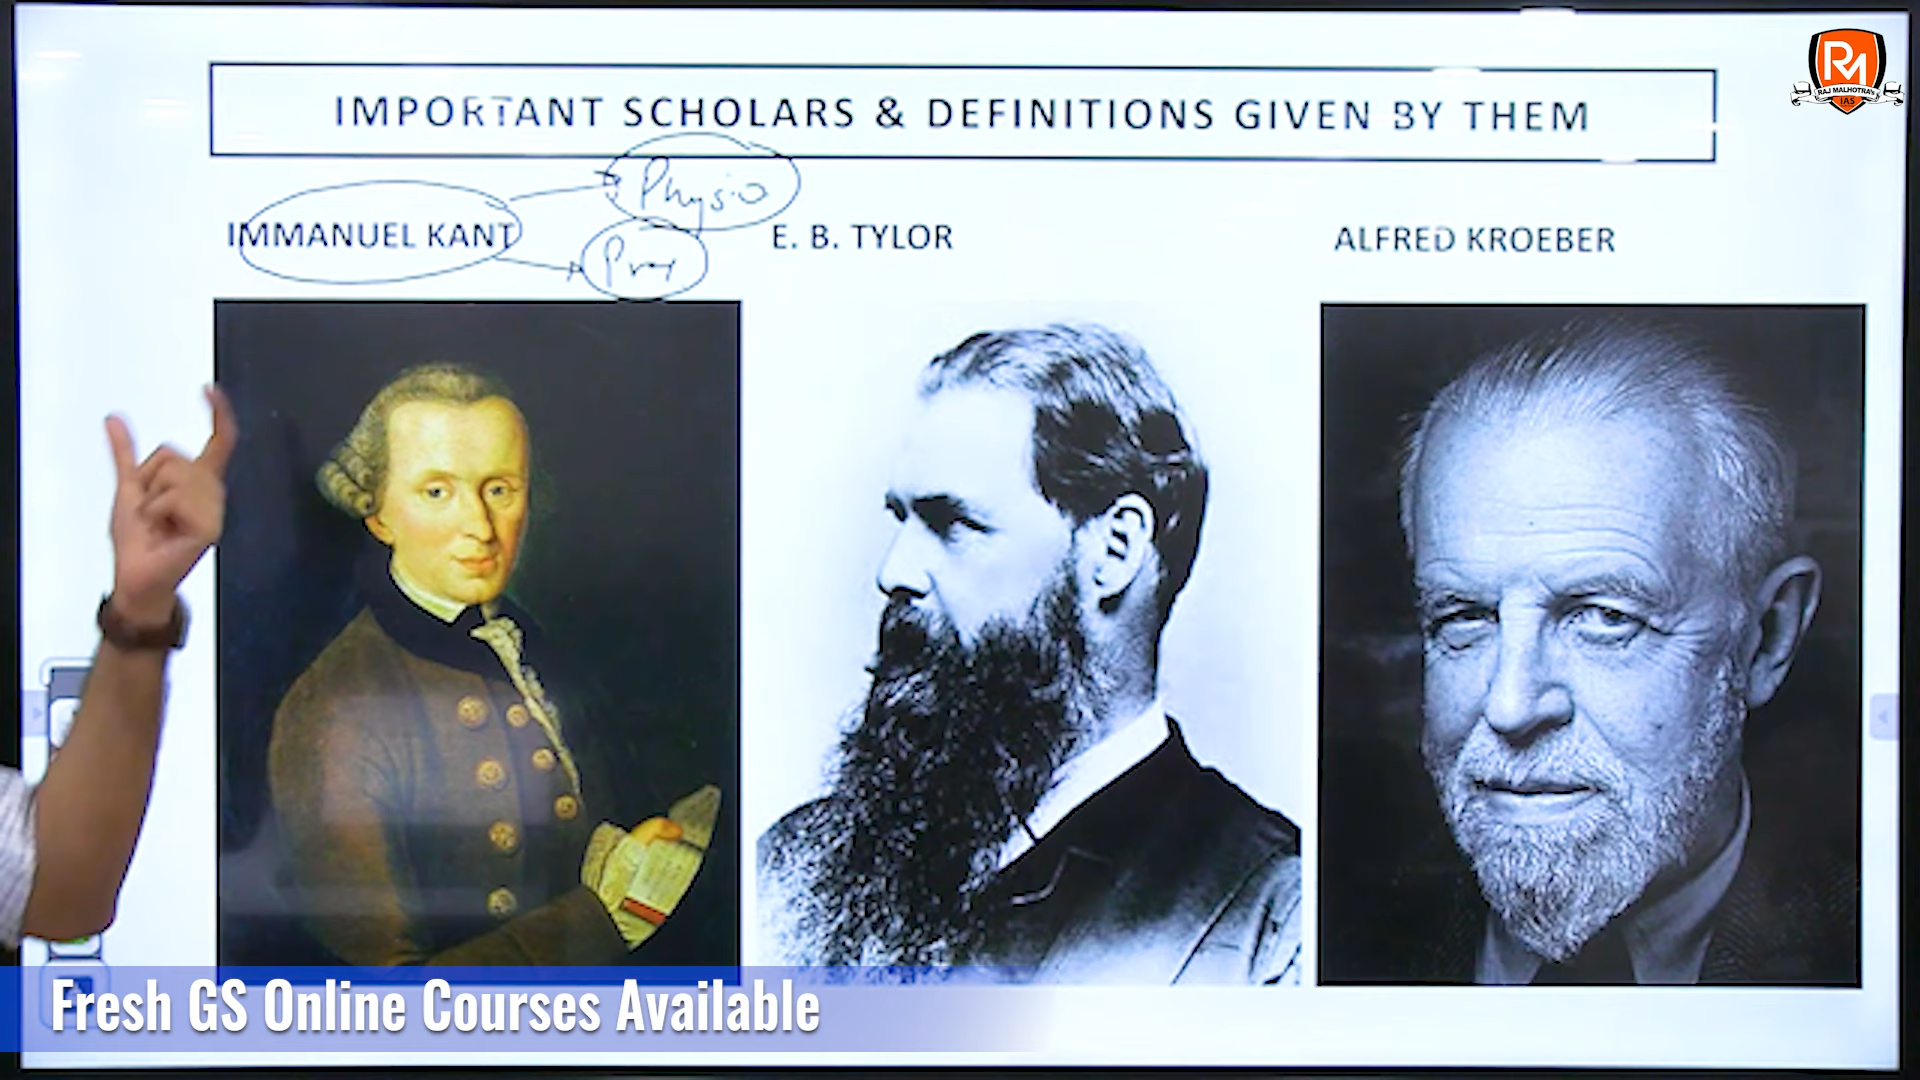 RM
RAJ MALHOTRA's
IAS
IMPORTANT SCHOLARS & DEFINITIONS GIVEN BY THEM
Physio
IMMANUEL KANT
E. B. TYLOR
ALFRED KROEBER
Fresh GS Online Courses Available